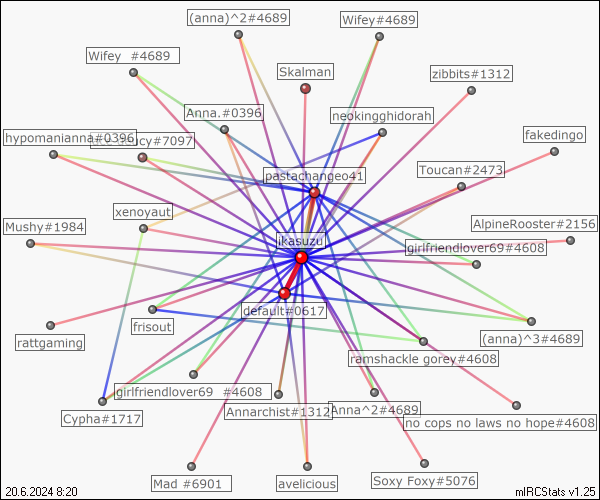 (anna)^2#4689
Wifey#4689
Wifey  #4689
Skalman
zibbits#1312
Anna.#0396
neokingghidorah
hypomanianna#0396
ucy#7097
fakedingo
pastachangeo41
Toucan#2473
xenoyaut
Mushy#1984
AlpineRooster#2156
ikasuzu
girlfriendlover69#4608
default#0617
frisout
(anna)^3#4689
rattgaming
ramshackle gorey#4608
girlfriendlover69  #4608
Annarchist#1312
Anna^2#4689
Cypha#1717
no cops no laws no hope#4608
Mad #6901
avelicious
Soxy Foxy#5076
20.6.2024 8:20
mIRCStats v1.25